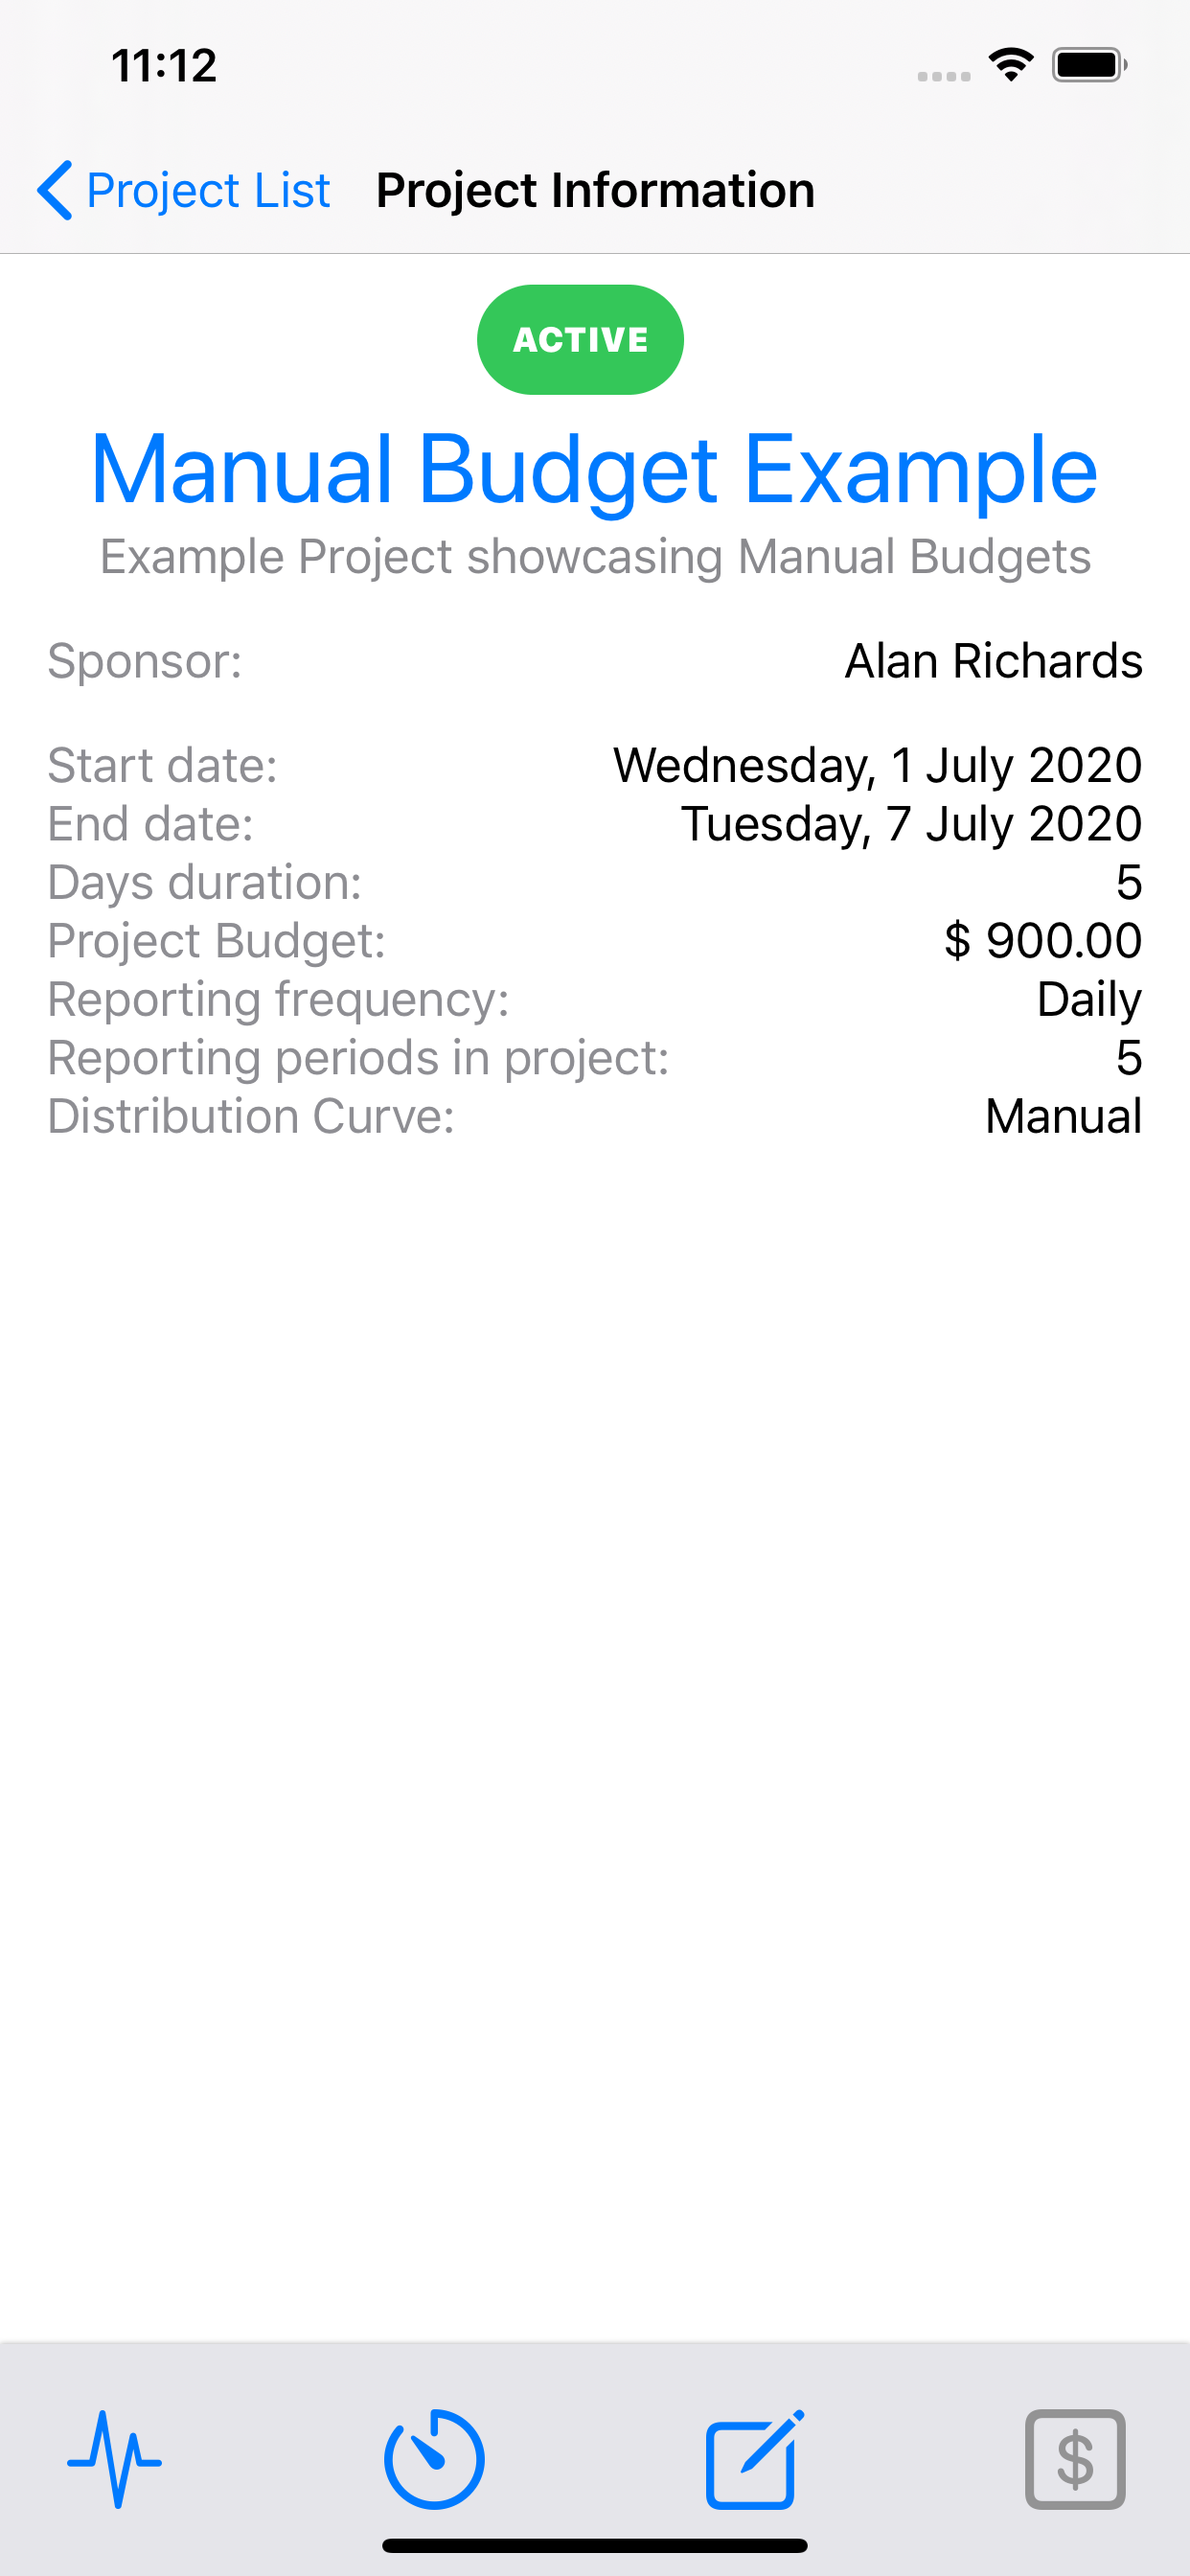 11:12
Project List Project Information
ACTIVE
Manual Budget Example
Example Project showcasing Manual Budgets
Sponsor: Alan Richards
Start date: Wednesday, 1 July 2020
End date: Tuesday, 7 July 2020
Days duration: 5
Project Budget: $ 900.00
Reporting frequency: Daily
Reporting periods in project: 5
Distribution Curve: Manual
$